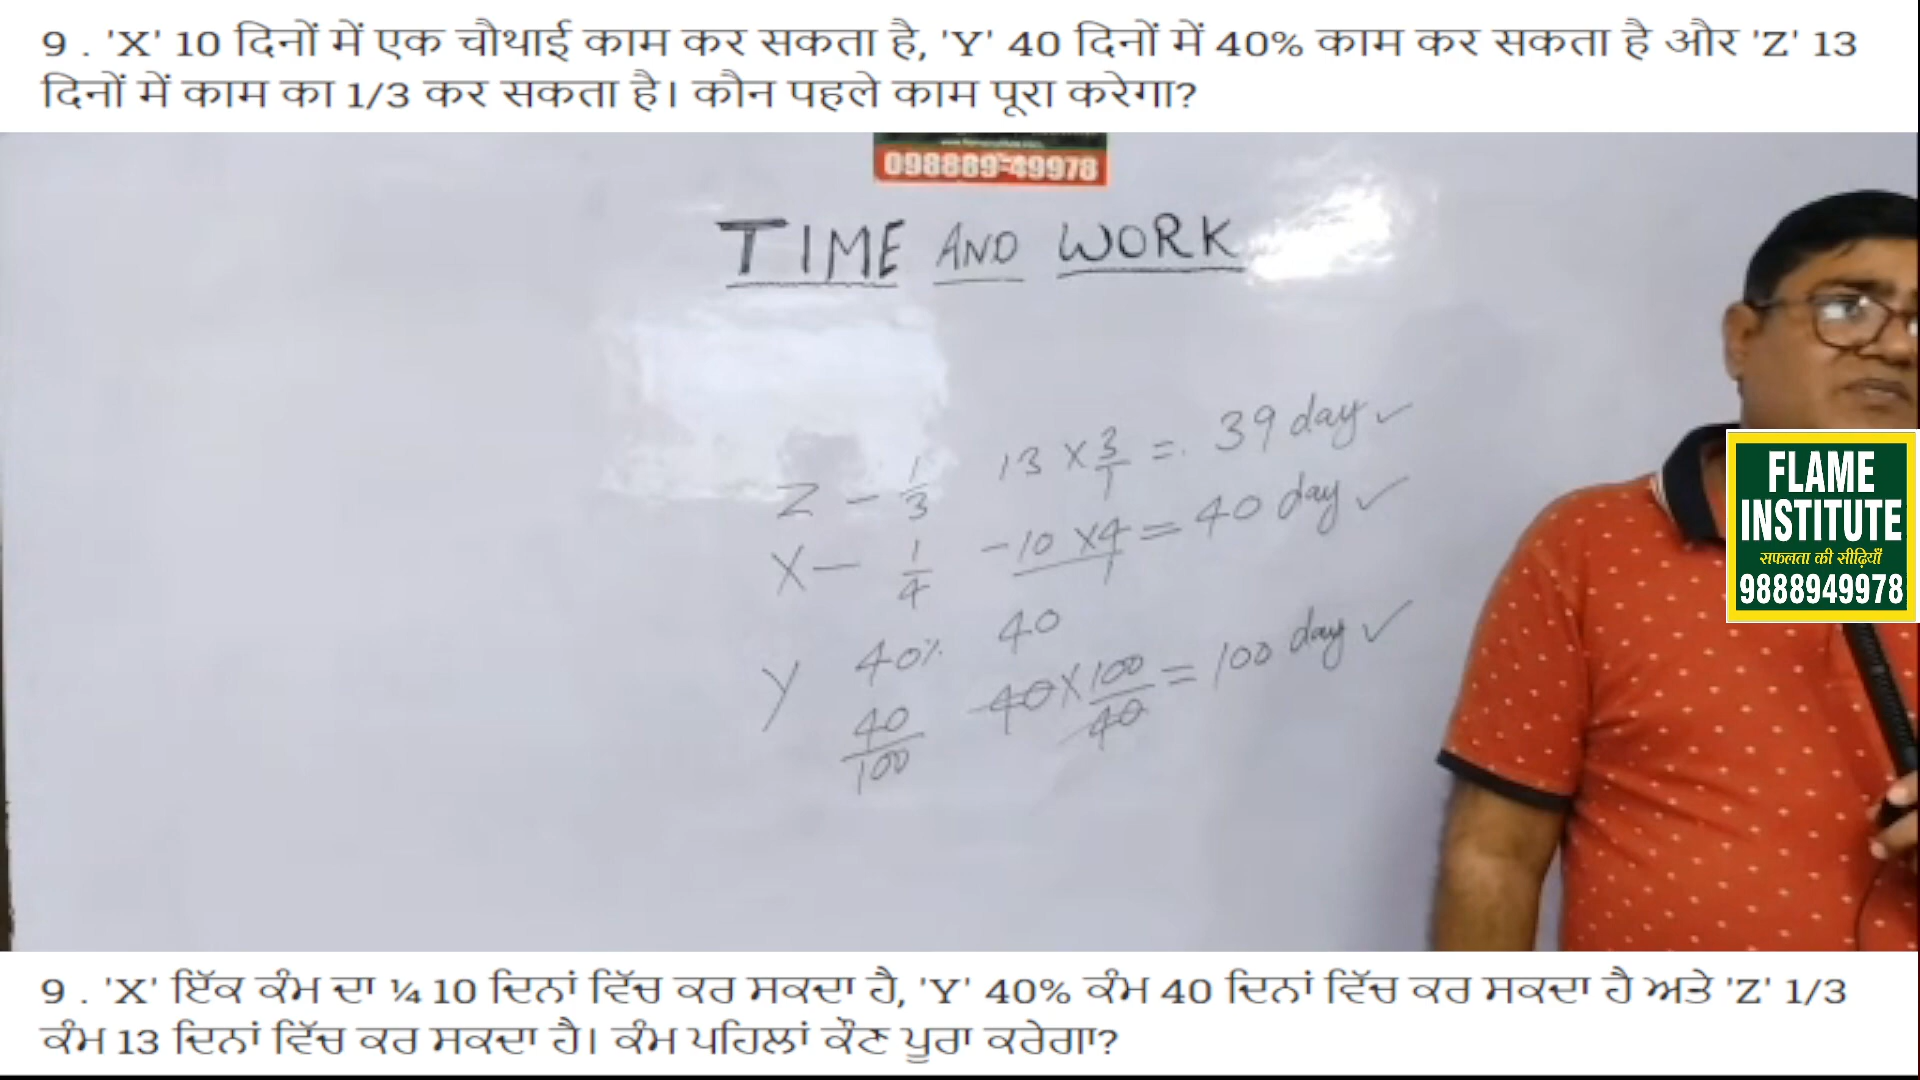 9 . 'X' 10 दिनों में एक चौथाई काम कर सकता है, 'Y' 40 दिनों में 40% काम कर सकता है और 'Z' 13
दिनों में काम का 1/3 कर सकता है। कौन पहले काम पूरा करेगा?
098889-49978
TIME AND WORK
Z - 1/3 13 x 3/1 = 39 day ✓
X - 1/4 - 10 x 4/1 = 40 day ✓
Y 40% 40
40/100 40 x 100/40 = 100 day ✓
FLAME
INSTITUTE
सफलता की सीढ़ियाँ
9888949978
9 . 'X' ਇੱਕ ਕੰਮ ਦਾ ¼ 10 ਦਿਨਾਂ ਵਿੱਚ ਕਰ ਸਕਦਾ ਹੈ, 'Y' 40% ਕੰਮ 40 ਦਿਨਾਂ ਵਿੱਚ ਕਰ ਸਕਦਾ ਹੈ ਅਤੇ 'Z' 1/3
ਕੰਮ 13 ਦਿਨਾਂ ਵਿੱਚ ਕਰ ਸਕਦਾ ਹੈ। ਕੰਮ ਪਹਿਲਾਂ ਕੌਣ ਪੂਰਾ ਕਰੇਗਾ?